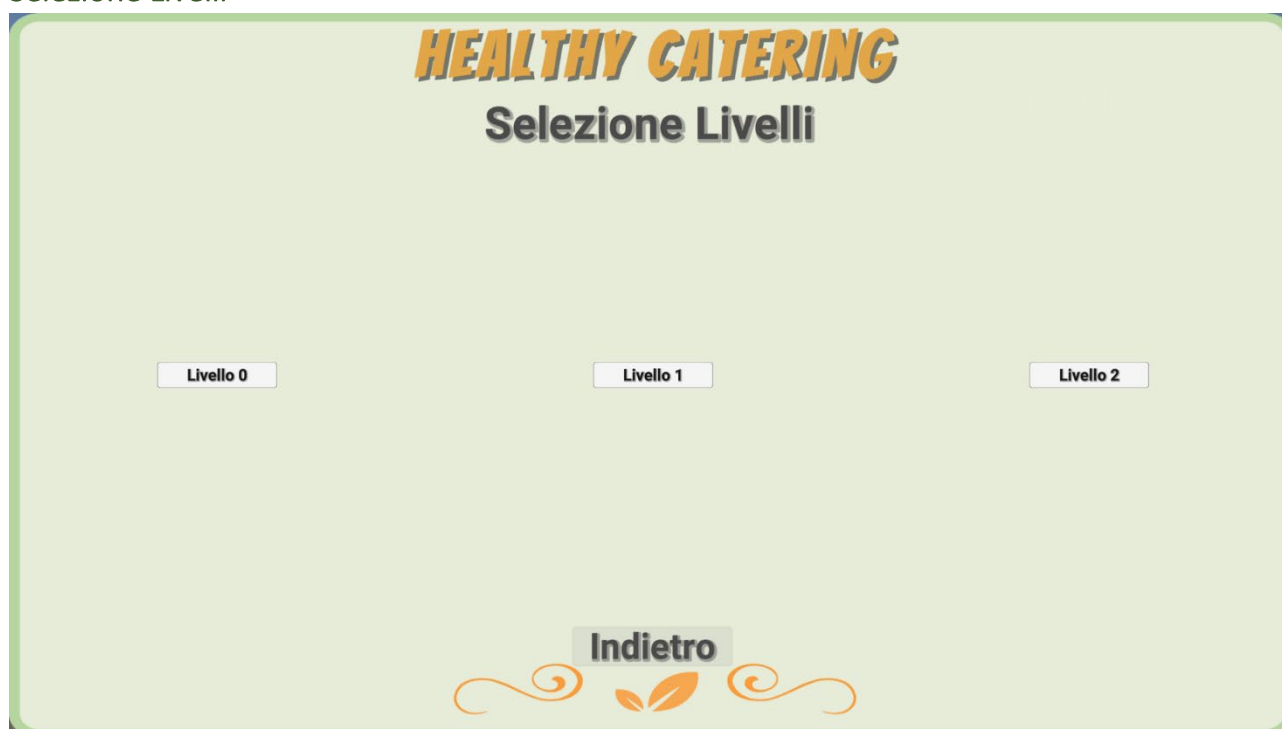 HEALTHY CATERING
Selezione Livelli
Livello 0
Livello 1
Livello 2
Indietro